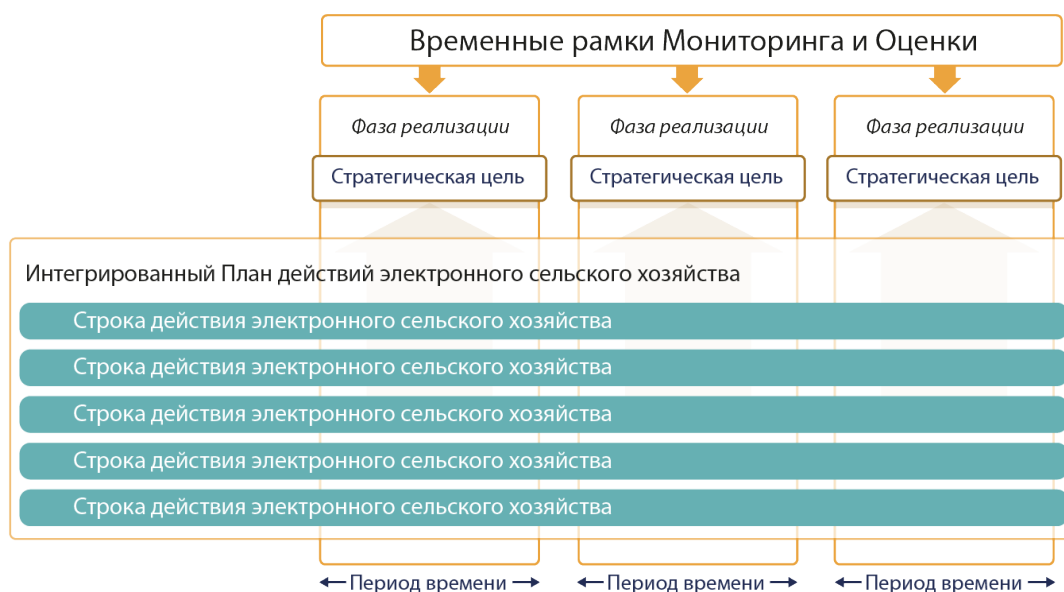 Временные рамки Мониторинга и Оценки
Фаза реализации
Фаза реализации
Фаза реализации
Стратегическая цель
Стратегическая цель
Стратегическая цель
Интегрированный План действий электронного сельского хозяйства
Строка действия электронного сельского хозяйства
Строка действия электронного сельского хозяйства
Строка действия электронного сельского хозяйства
Строка действия электронного сельского хозяйства
Строка действия электронного сельского хозяйства
Период времени
Период времени
Период времени